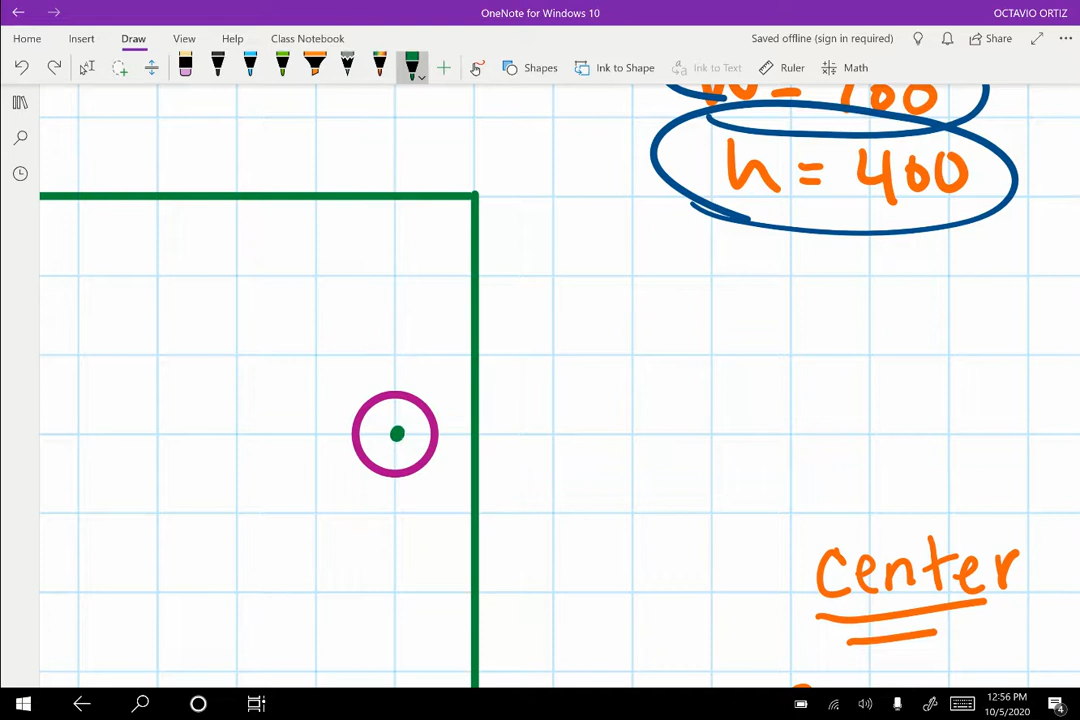 OneNote for Windows 10
OCTAVIO ORTIZ
Home Insert Draw View Help Class Notebook
Saved offline (sign in required) Share
Shapes Ink to Shape Ink to Text Ruler Math
h = 400
center
12:56 PM
10/5/2020
4